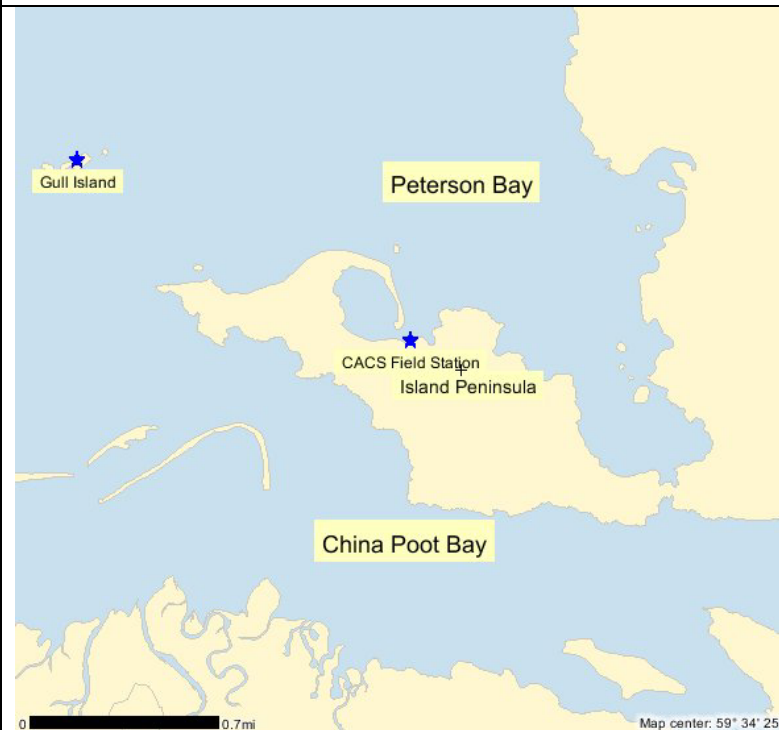 Gull Island
Peterson Bay
CACS Field Station
Island Peninsula
China Poot Bay
0 0.7mi
Map center: 59° 34' 25